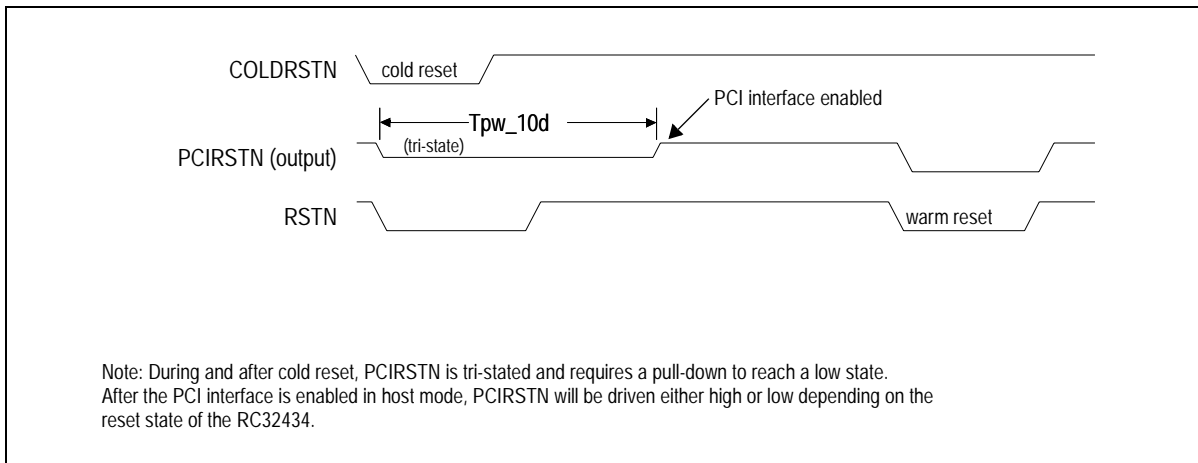 COLDRSTN
cold reset
PCI interface enabled
Tpw_10d
PCIRSTN (output)
(tri-state)
RSTN
warm reset
Note: During and after cold reset, PCIRSTN is tri-stated and requires a pull-down to reach a low state.
After the PCI interface is enabled in host mode, PCIRSTN will be driven either high or low depending on the
reset state of the RC32434.